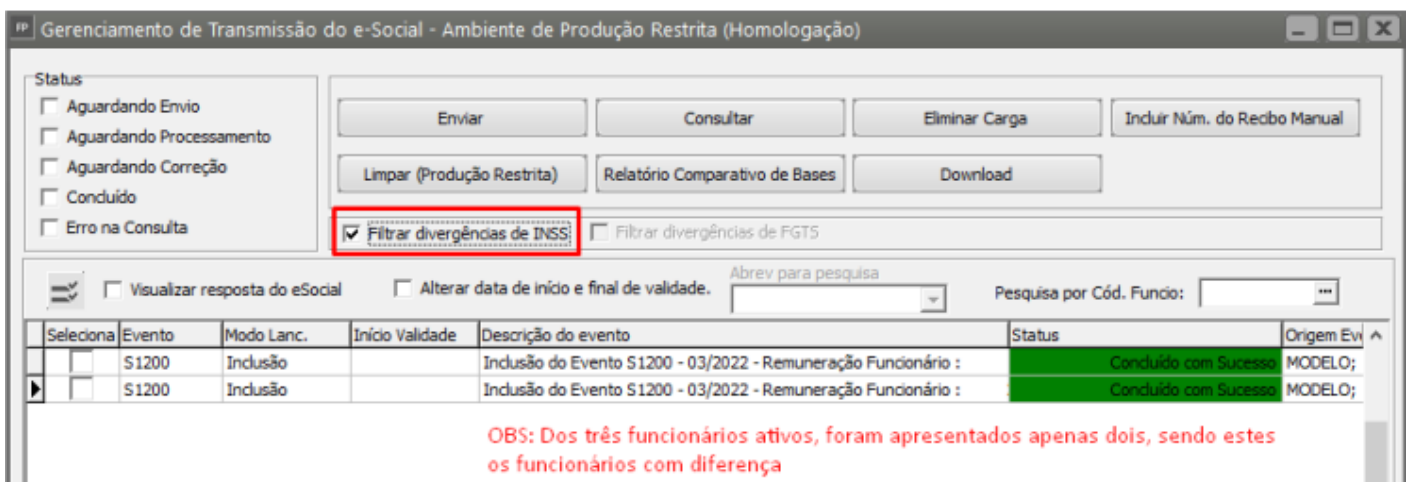 FP Gerenciamento de Transmissão do e-Social - Ambiente de Produção Restrita (Homologação)
Status
Aguardando Envio
Aguardando Processamento
Aguardando Correção
Concluído
Erro na Consulta
Enviar Consultar Eliminar Carga Incluir Núm. do Recibo Manual
Limpar (Produção Restrita) Relatório Comparativo de Bases Download
Filtrar divergências de INSS Filtrar divergências de FGTS
Visualizar resposta do eSocial Alterar data de início e final de validade. Abrev para pesquisa Pesquisa por Cód. Funcio: ...
Seleciona Evento Modo Lanc. Início Validade Descrição do evento Status Origem Eve
S1200 Inclusão Inclusão do Evento S1200 - 03/2022 - Remuneração Funcionário : Concluído com Sucesso MODELO;
S1200 Inclusão Inclusão do Evento S1200 - 03/2022 - Remuneração Funcionário : Concluído com Sucesso MODELO;
OBS: Dos três funcionários ativos, foram apresentados apenas dois, sendo estes
os funcionários com diferença